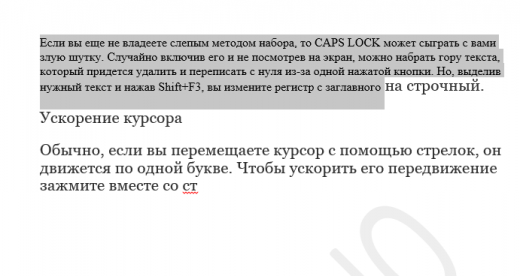 Если вы еще не владеете слепым методом набора, то CAPS LOCK может сыграть с вами
злую шутку. Случайно включив его и не посмотрев на экран, можно набрать гору текста,
который придется удалить и переписать с нуля из-за одной нажатой кнопки. Но, выделив
нужный текст и нажав Shift+F3, вы измените регистр с заглавного на строчный.
Ускорение курсора
Обычно, если вы перемещаете курсор с помощью стрелок, он
движется по одной букве. Чтобы ускорить его передвижение
зажмите вместе со ст